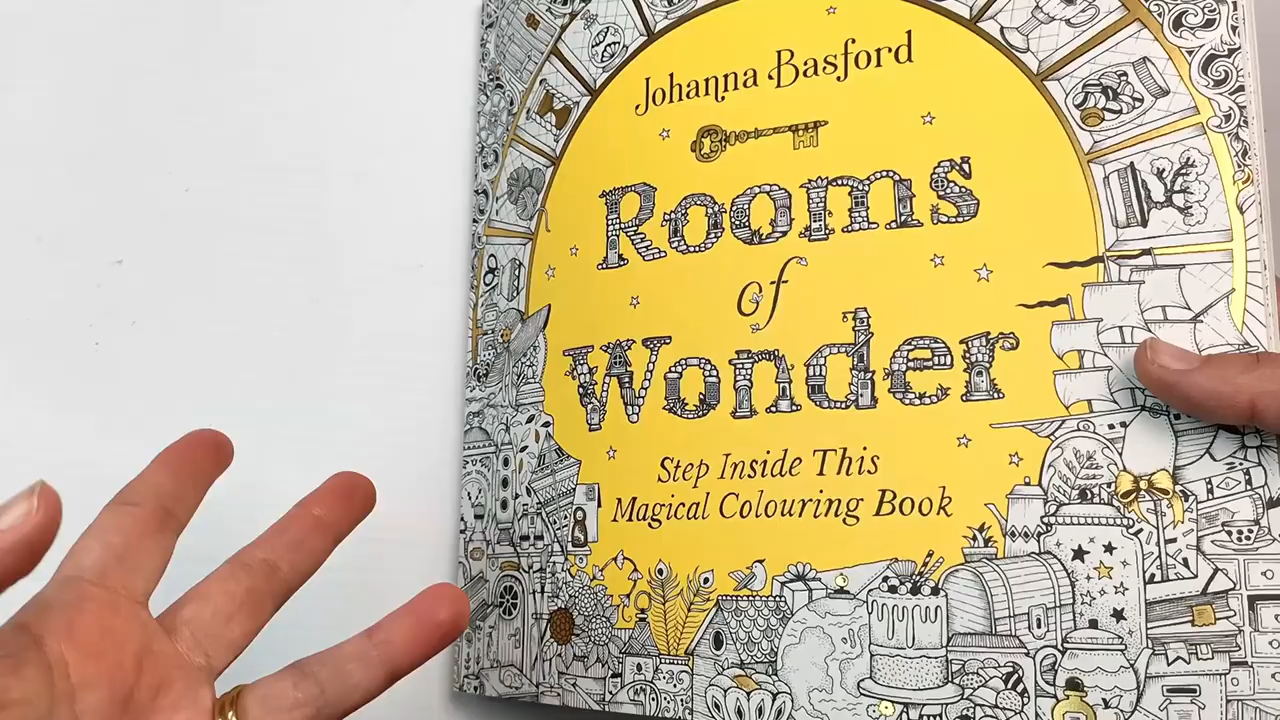 Johanna Basford
Rooms
of
Wonder
Step Inside This
Magical Colouring Book